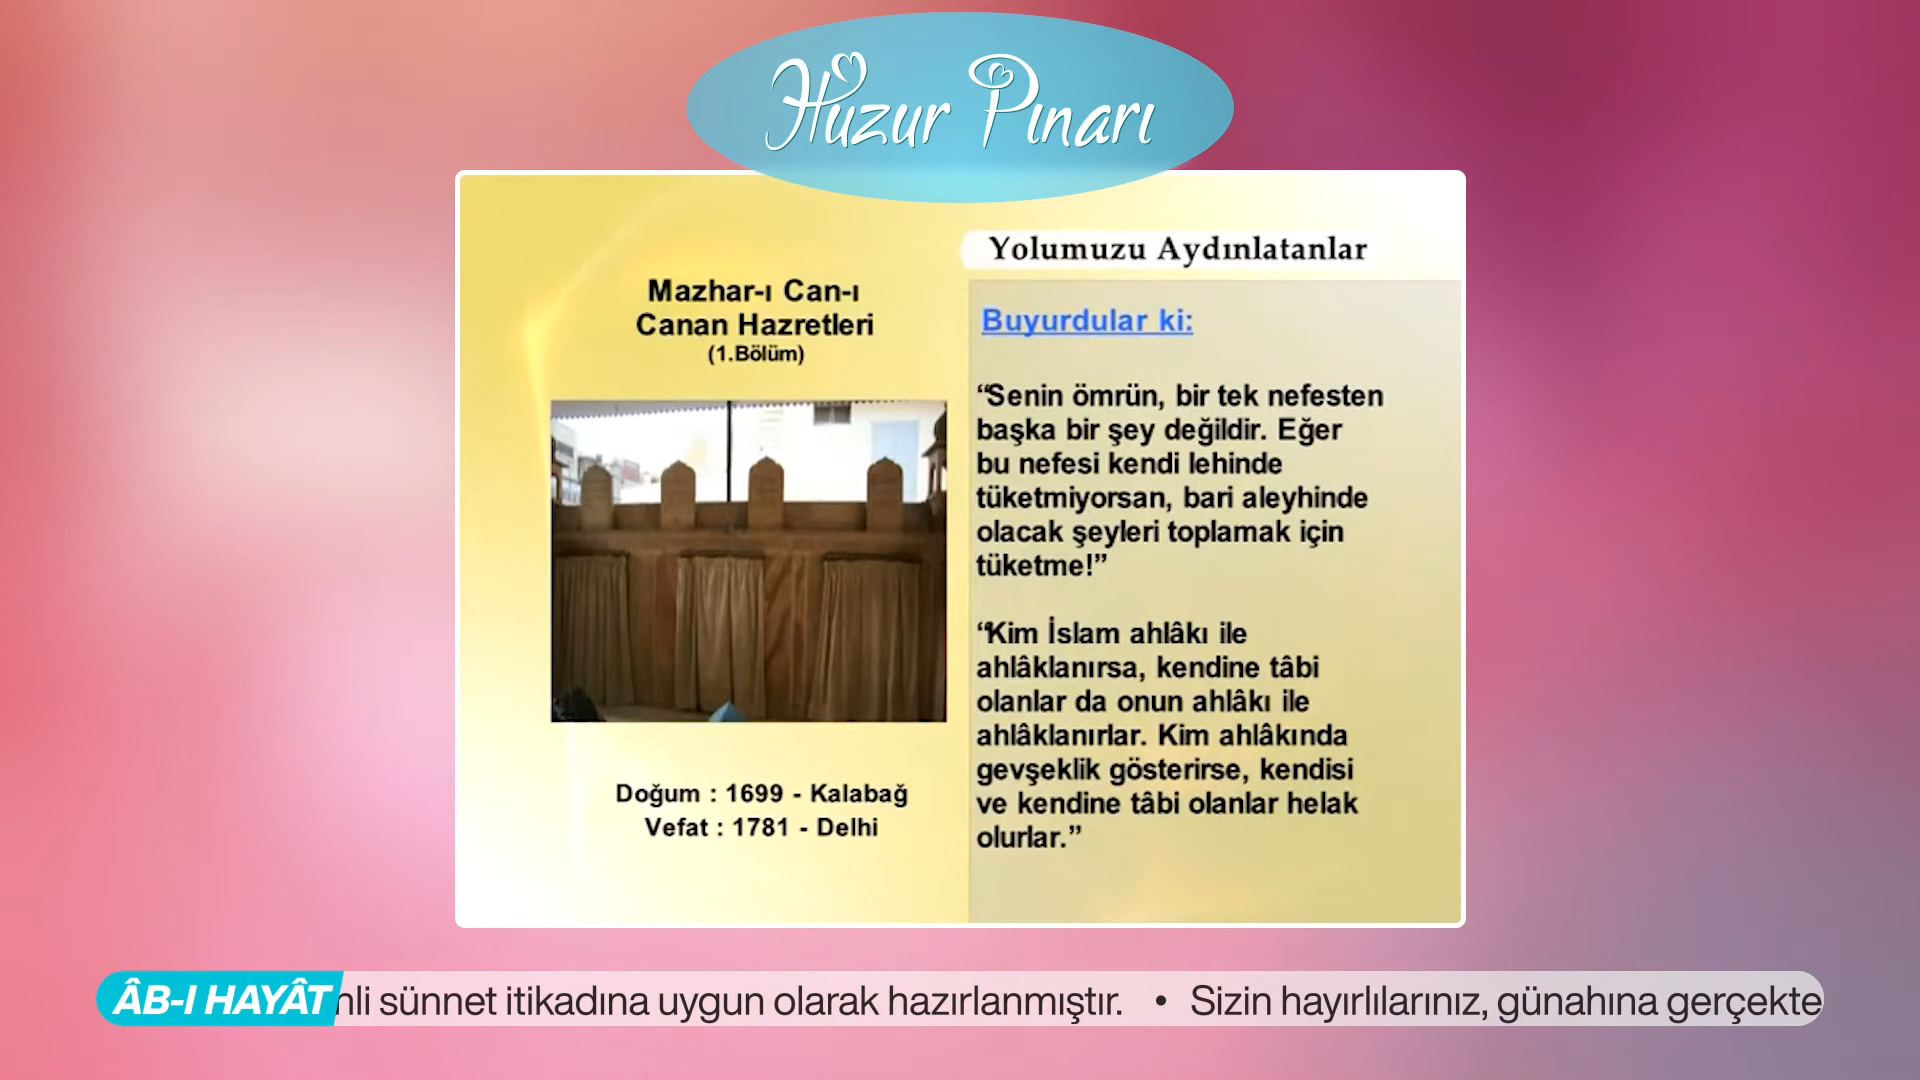 Huzur Pınarı
Yolumuzu Aydınlatanlar
Mazhar-ı Can-ı
Canan Hazretleri
(1.Bölüm)
Doğum : 1699 - Kalabağ
Vefat : 1781 - Delhi
Buyurdular ki:
“Senin ömrün, bir tek nefesten
başka bir şey değildir. Eğer
bu nefesi kendi lehinde
tüketmiyorsan, bari aleyhinde
olacak şeyleri toplamak için
tüketme!”
“Kim İslam ahlâkı ile
ahlâklanırsa, kendine tâbi
olanlar da onun ahlâkı ile
ahlâklanırlar. Kim ahlâkında
gevşeklik gösterirse, kendisi
ve kendine tâbi olanlar helak
olurlar.”
ÂB-I HAYÂT
sünnet itikadına uygun olarak hazırlanmıştır. • Sizin hayırlılarınız, günahına gerçekte